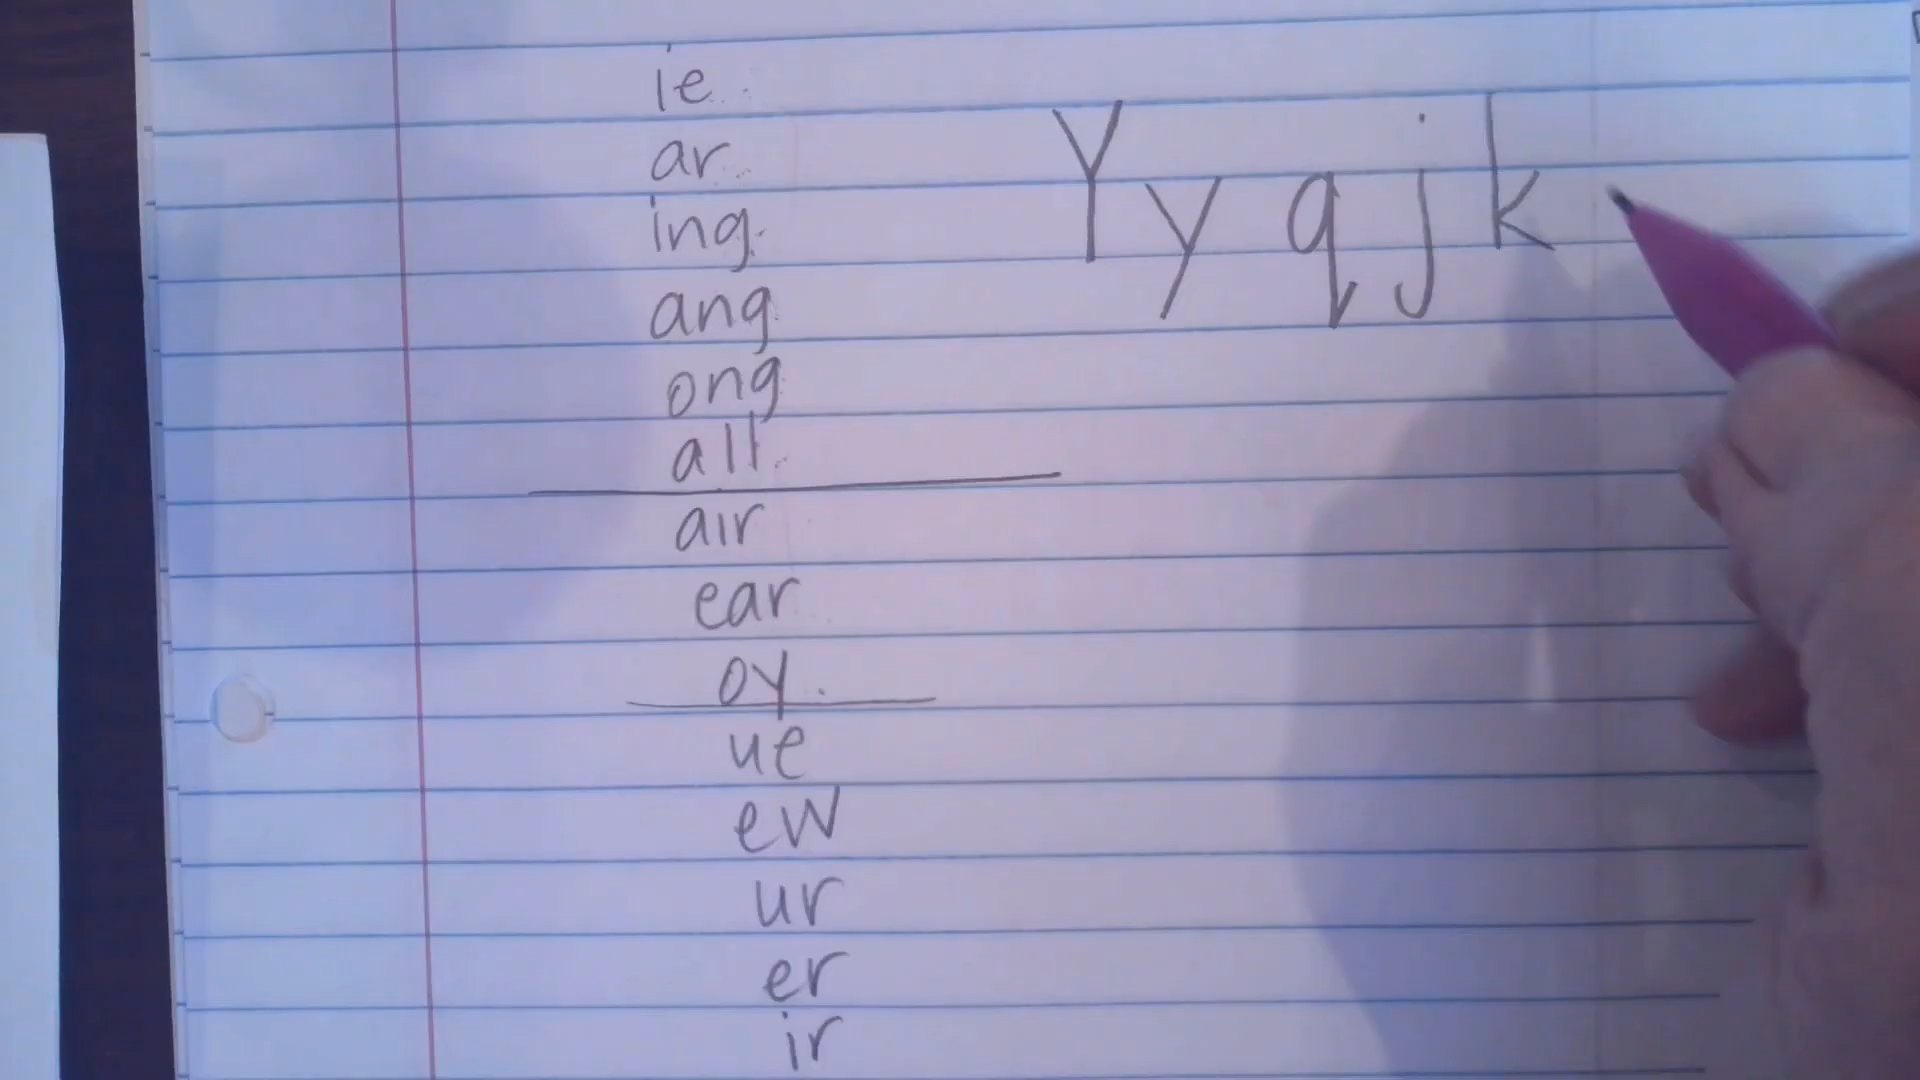 ie
ar
ing
ang
ong
all
air
ear
oy
ue
ew
ur
er
ir
Y y q j k